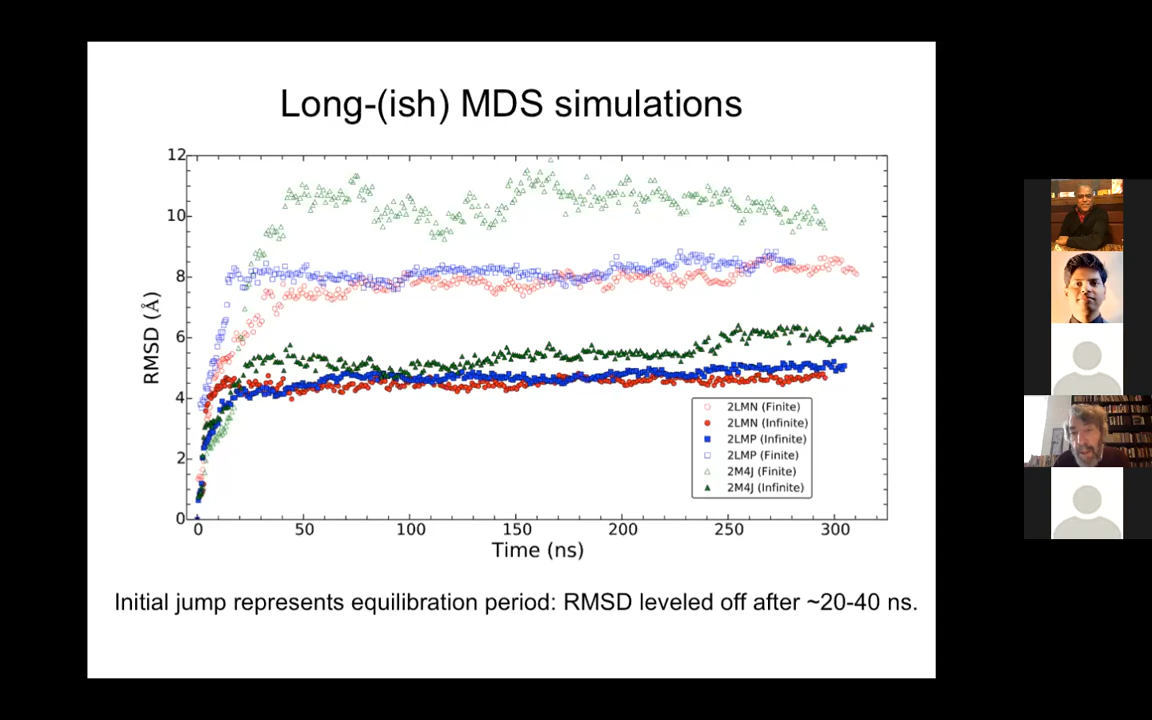 Long-(ish) MDS simulations
12
10
8
6
4
2
0
RMSD (Å)
0 50 100 150 200 250 300
Time (ns)
2LMN (Finite)
2LMN (Infinite)
2LMP (Infinite)
2LMP (Finite)
2M4J (Finite)
2M4J (Infinite)
Initial jump represents equilibration period: RMSD leveled off after ~20-40 ns.